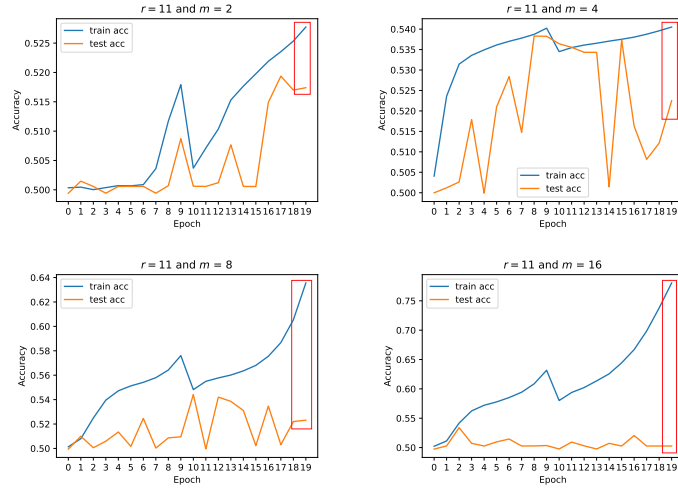 r = 11 and m = 2
train acc
test acc
Accuracy
0.525
0.520
0.515
0.510
0.505
0.500
0 1 2 3 4 5 6 7 8 9 10 11 12 13 14 15 16 17 18 19
Epoch
r = 11 and m = 4
train acc
test acc
Accuracy
0.540
0.535
0.530
0.525
0.520
0.515
0.510
0.505
0.500
0 1 2 3 4 5 6 7 8 9 10 11 12 13 14 15 16 17 18 19
Epoch
r = 11 and m = 8
train acc
test acc
Accuracy
0.64
0.62
0.60
0.58
0.56
0.54
0.52
0.50
0 1 2 3 4 5 6 7 8 9 10 11 12 13 14 15 16 17 18 19
Epoch
r = 11 and m = 16
train acc
test acc
Accuracy
0.75
0.70
0.65
0.60
0.55
0.50
0 1 2 3 4 5 6 7 8 9 10 11 12 13 14 15 16 17 18 19
Epoch